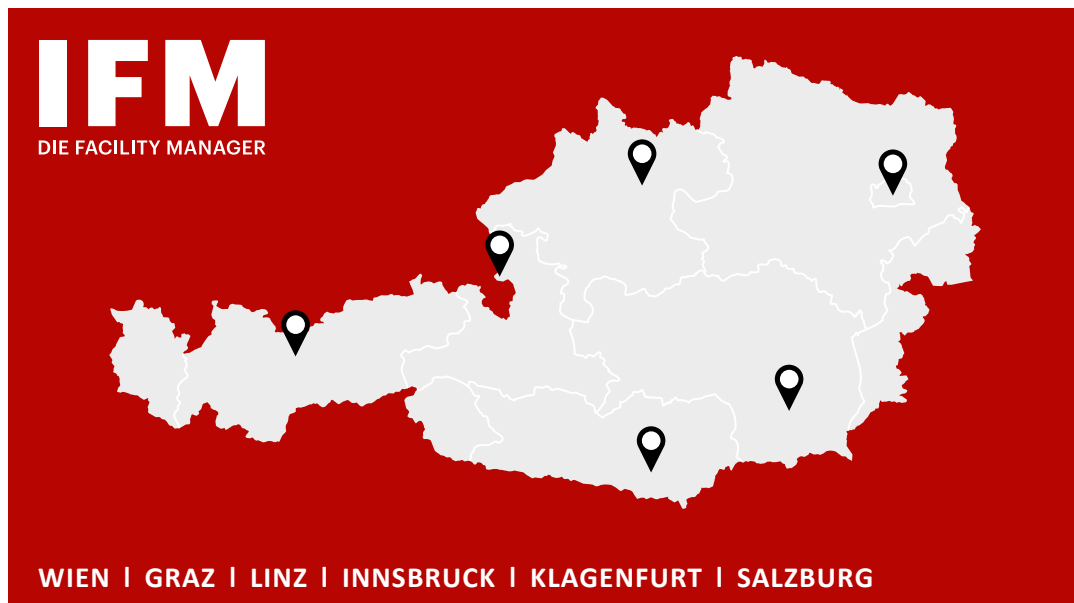 IFM
DIE FACILITY MANAGER
WIEN | GRAZ | LINZ | INNSBRUCK | KLAGENFURT | SALZBURG